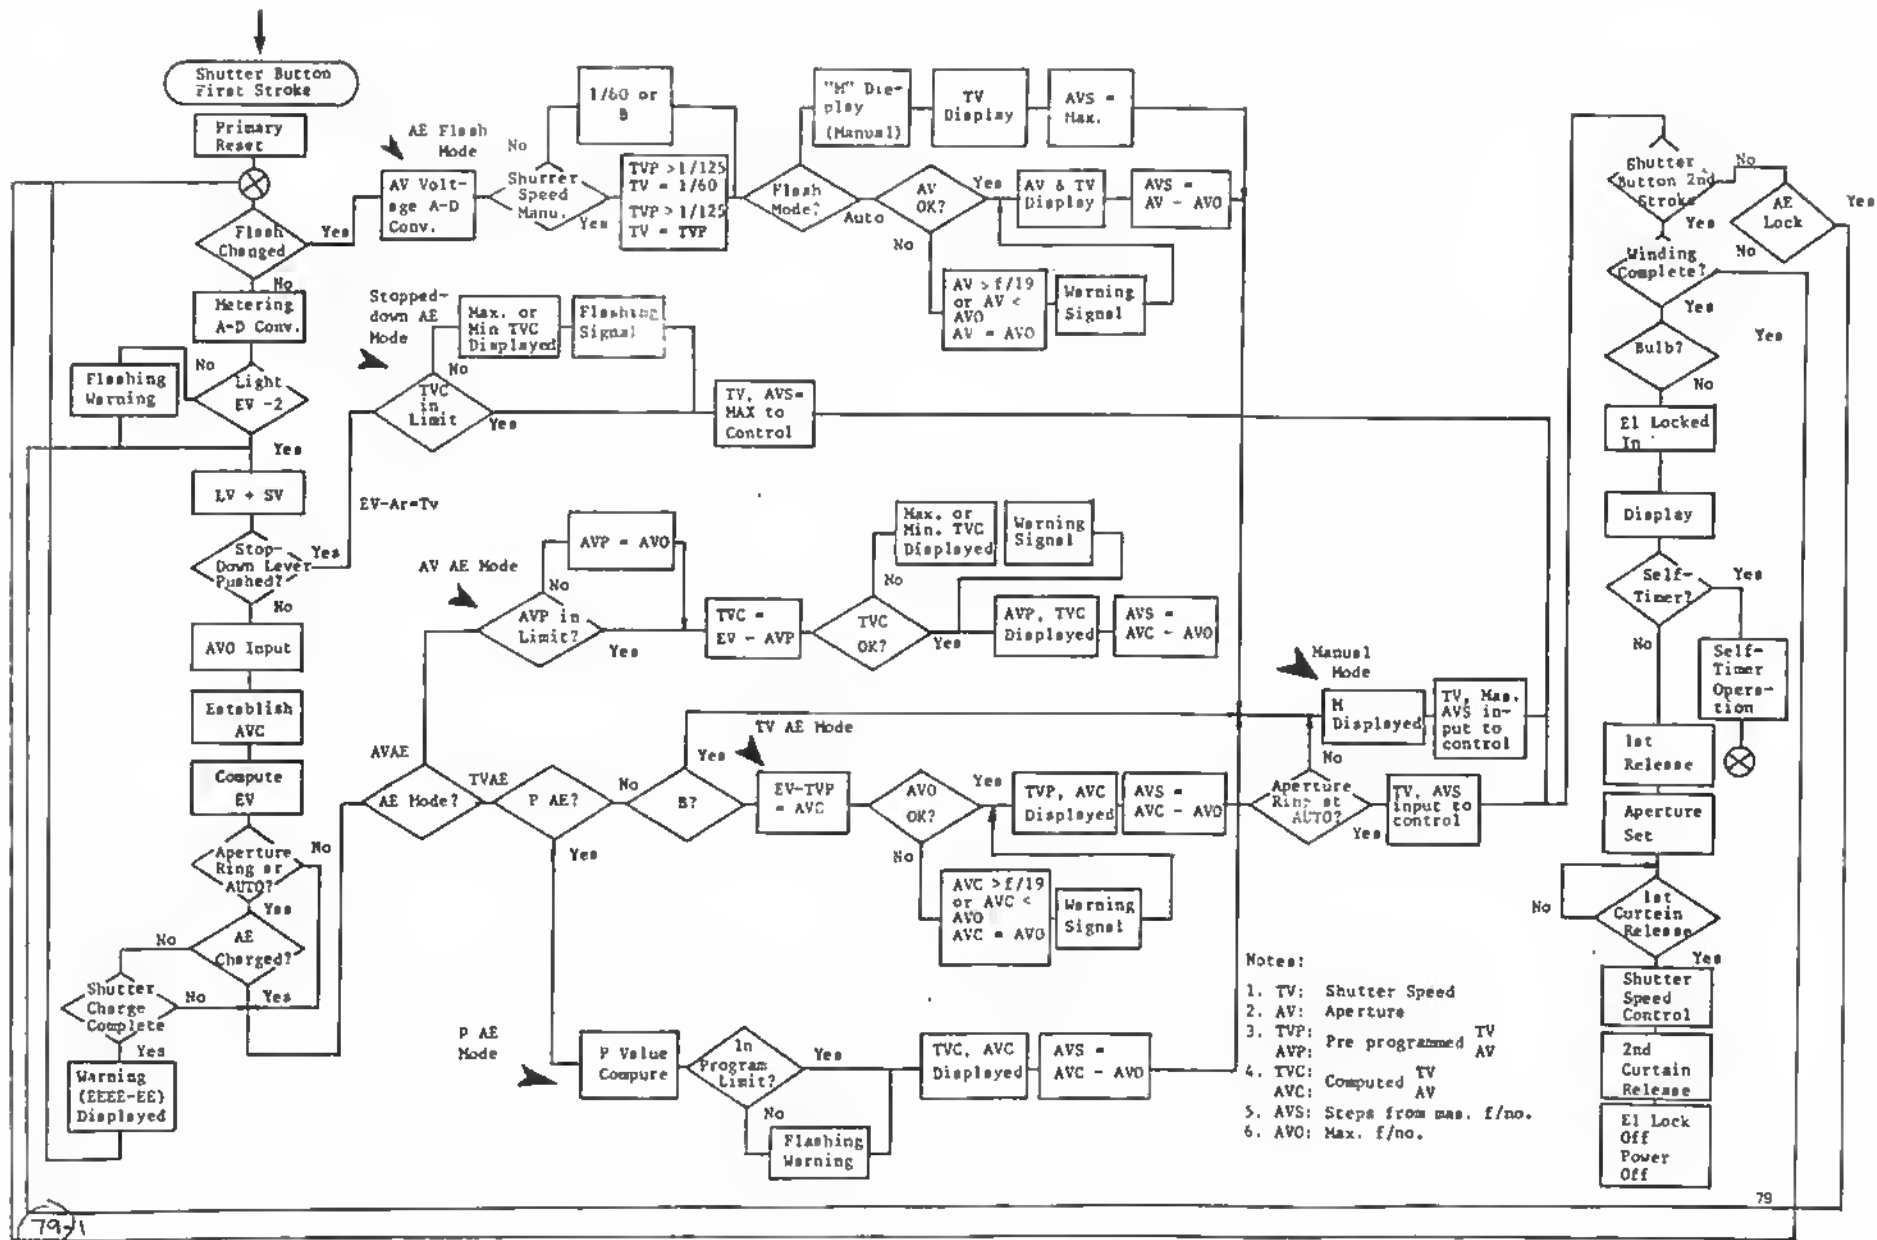 Shutter Button
First Stroke
Primary
Reset
Flash
Changed
Yes
No
Metering
A-D Conv.
Flashing
Warning
No
Light
EV -2
Yes
LV + SV
Stop-
Down Lever
Pushed?
Yes
No
AVO Input
Establish
AVC
Compute
EV
Aperture
Ring at
AUTO?
No
Yes
AE
Charged?
No
Yes
Shutter
Charge
Complete
No
Yes
Warning
(EEEE-EE)
Displayed
AE Flash
Mode
AV Volt-
age A-D
Conv.
No
Shutter
Speed
Manu.
Yes
1/60 or
B
TVP > 1/125
TV = 1/60
TVP > 1/125
TV = TVP
Flash
Mode?
Auto
"M" Dis-
play
(Manual)
TV
Display
AVS =
Max.
AV
OK?
Yes
No
AV & TV
Display
AVS =
AV - AVO
AV > f/19
or AV <
AVO
AV = AVO
Warning
Signal
Stopped-
down AE
Mode
Max. or
Min TVC
Displayed
Flashing
Signal
No
TVC
in
Limit
Yes
TV, AVS=
MAX to
Control
EV-Ar=Tv
AV AE Mode
AVP = AVO
No
AVP in
Limit?
Yes
TVC =
EV - AVP
Max. or
Min. TVC
Displayed
Warning
Signal
No
TVC
OK?
Yes
AVP, TVC
Displayed
AVS =
AVC - AVO
AVAE
AE Mode?
TVAE
P AE?
No
Yes
B?
Yes
TV AE Mode
EV-TVP
= AVC
AVO
OK?
Yes
No
TVP, AVC
Displayed
AVS =
AVC - AVO
AVC > f/19
or AVC <
AVO
AVC = AVO
Warning
Signal
Manual
Mode
M
Displayed
TV, Max.
AVS in-
put to
control
No
Aperture
Ring at
AUTO?
Yes
TV, AVS
input to
control
P AE
Mode
P Value
Compute
In
Program
Limit?
Yes
No
Flashing
Warning
TVC, AVC
Displayed
AVS =
AVC - AVO
Notes:
1. TV: Shutter Speed
2. AV: Aperture
3. TVP: Pre programmed TV
AVP: AV
4. TVC: Computed TV
AVC: AV
5. AVS: Steps from max. f/no.
6. AVO: Max. f/no.
Shutter
Button 2nd
Stroke
No
Yes
AE
Lock
Yes
No
Winding
Complete?
Yes
Yes
Bulb?
No
El Locked
In
Display
Self-
Timer?
Yes
No
Self-
Timer
Opera-
tion
1st
Release
Aperture
Set
1st
Curtain
Release
No
Yes
Shutter
Speed
Control
2nd
Curtain
Release
El Lock
Off
Power
Off
79
79-1